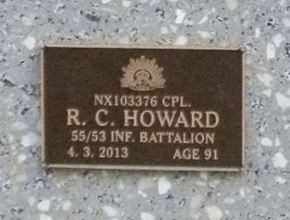 NX103376 CPL.
R. C. HOWARD
55/53 INF. BATTALION
4. 3. 2013 AGE 91